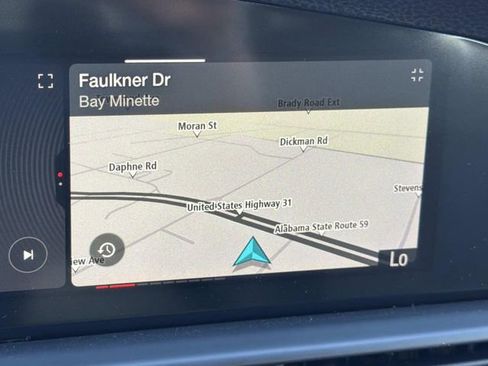 Faulkner Dr
Bay Minette
Brady Road Ext
Moran St
Dickman Rd
Daphne Rd
Stevens
United States Highway 31
Alabama State Route 59
iew Ave
Lo